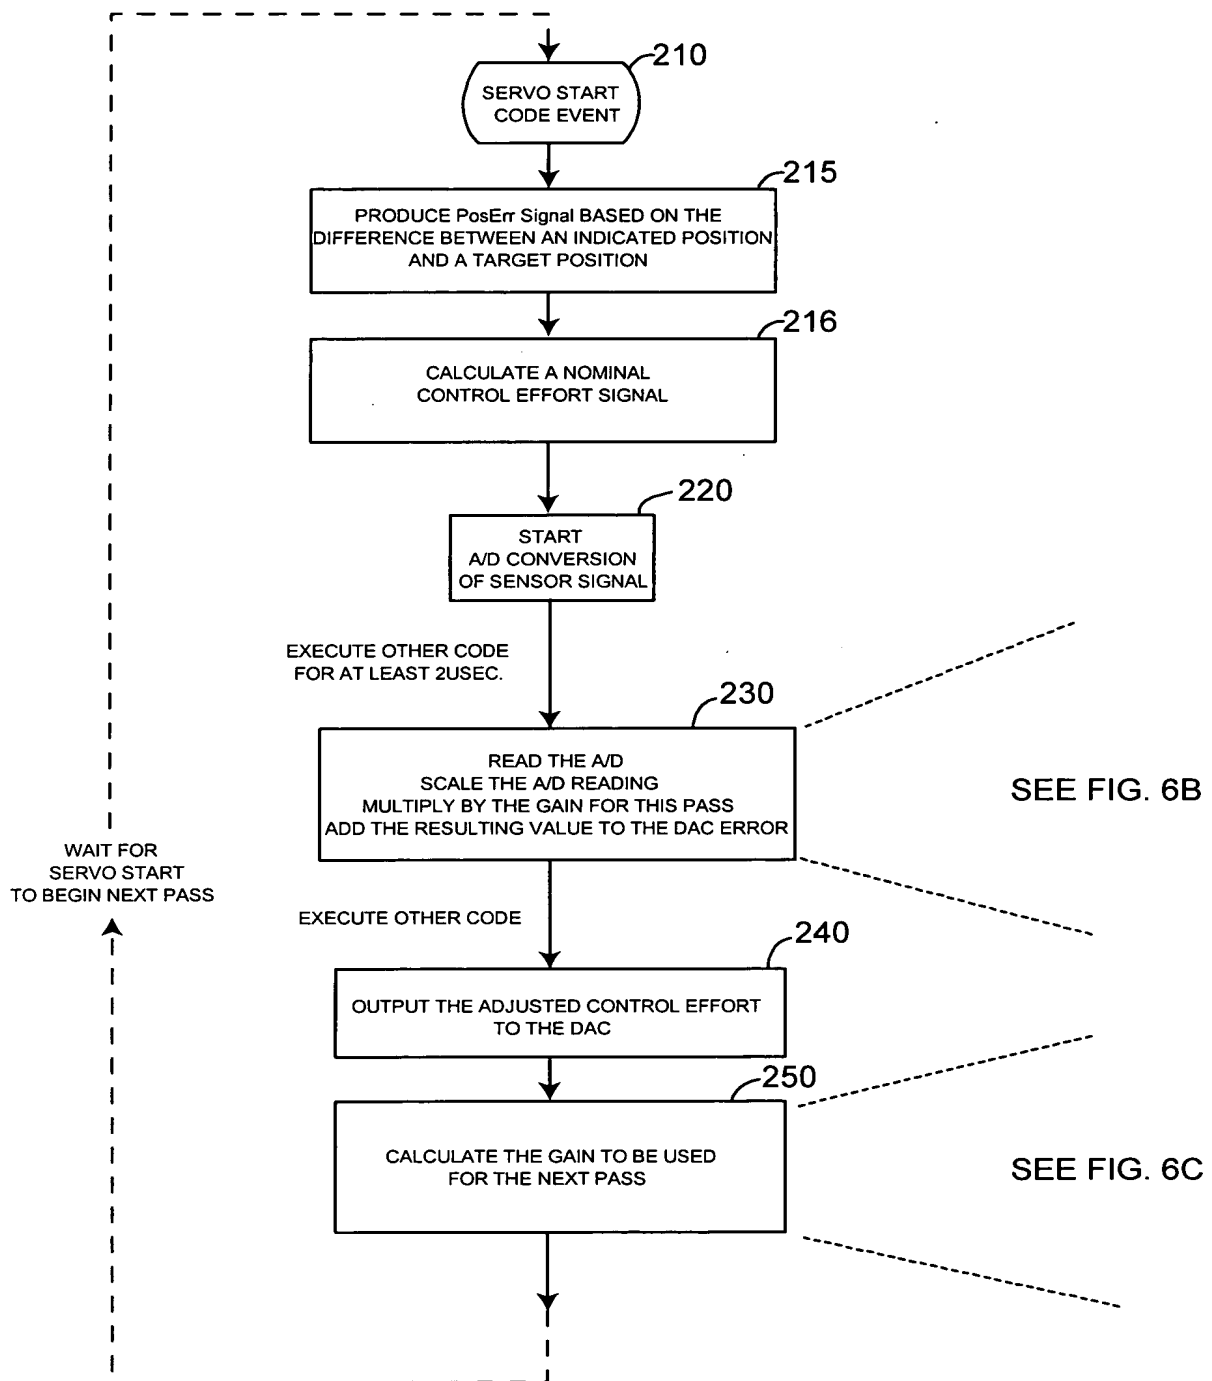 210
SERVO START
CODE EVENT
215
PRODUCE PosErr Signal BASED ON THE
DIFFERENCE BETWEEN AN INDICATED POSITION
AND A TARGET POSITION
216
CALCULATE A NOMINAL
CONTROL EFFORT SIGNAL
220
START
A/D CONVERSION
OF SENSOR SIGNAL
EXECUTE OTHER CODE
FOR AT LEAST 2USEC.
230
READ THE A/D
SCALE THE A/D READING
MULTIPLY BY THE GAIN FOR THIS PASS
ADD THE RESULTING VALUE TO THE DAC ERROR
SEE FIG. 6B
WAIT FOR
SERVO START
TO BEGIN NEXT PASS
EXECUTE OTHER CODE
240
OUTPUT THE ADJUSTED CONTROL EFFORT
TO THE DAC
250
CALCULATE THE GAIN TO BE USED
FOR THE NEXT PASS
SEE FIG. 6C